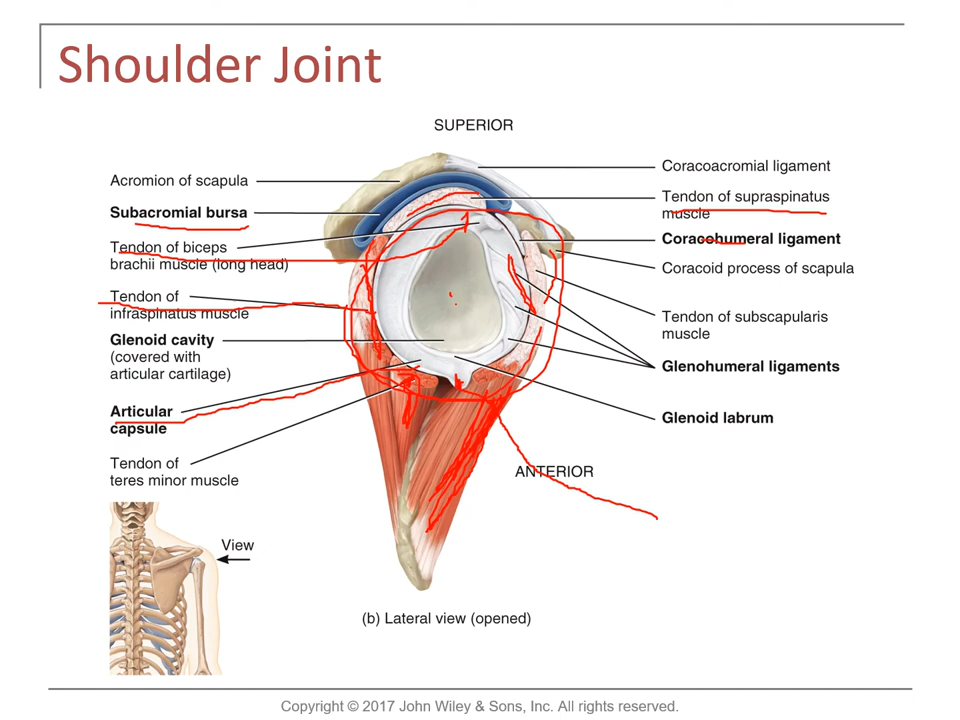 Shoulder Joint
SUPERIOR
Acromion of scapula
Subacromial bursa
Tendon of biceps
brachii muscle (long head)
Tendon of
infraspinatus muscle
Glenoid cavity
(covered with
articular cartilage)
Articular
capsule
Tendon of
teres minor muscle
Coracoacromial ligament
Tendon of supraspinatus
muscle
Coracohumeral ligament
Coracoid process of scapula
Tendon of subscapularis
muscle
Glenohumeral ligaments
Glenoid labrum
ANTERIOR
View
(b) Lateral view (opened)
Copyright © 2017 John Wiley & Sons, Inc. All rights reserved.